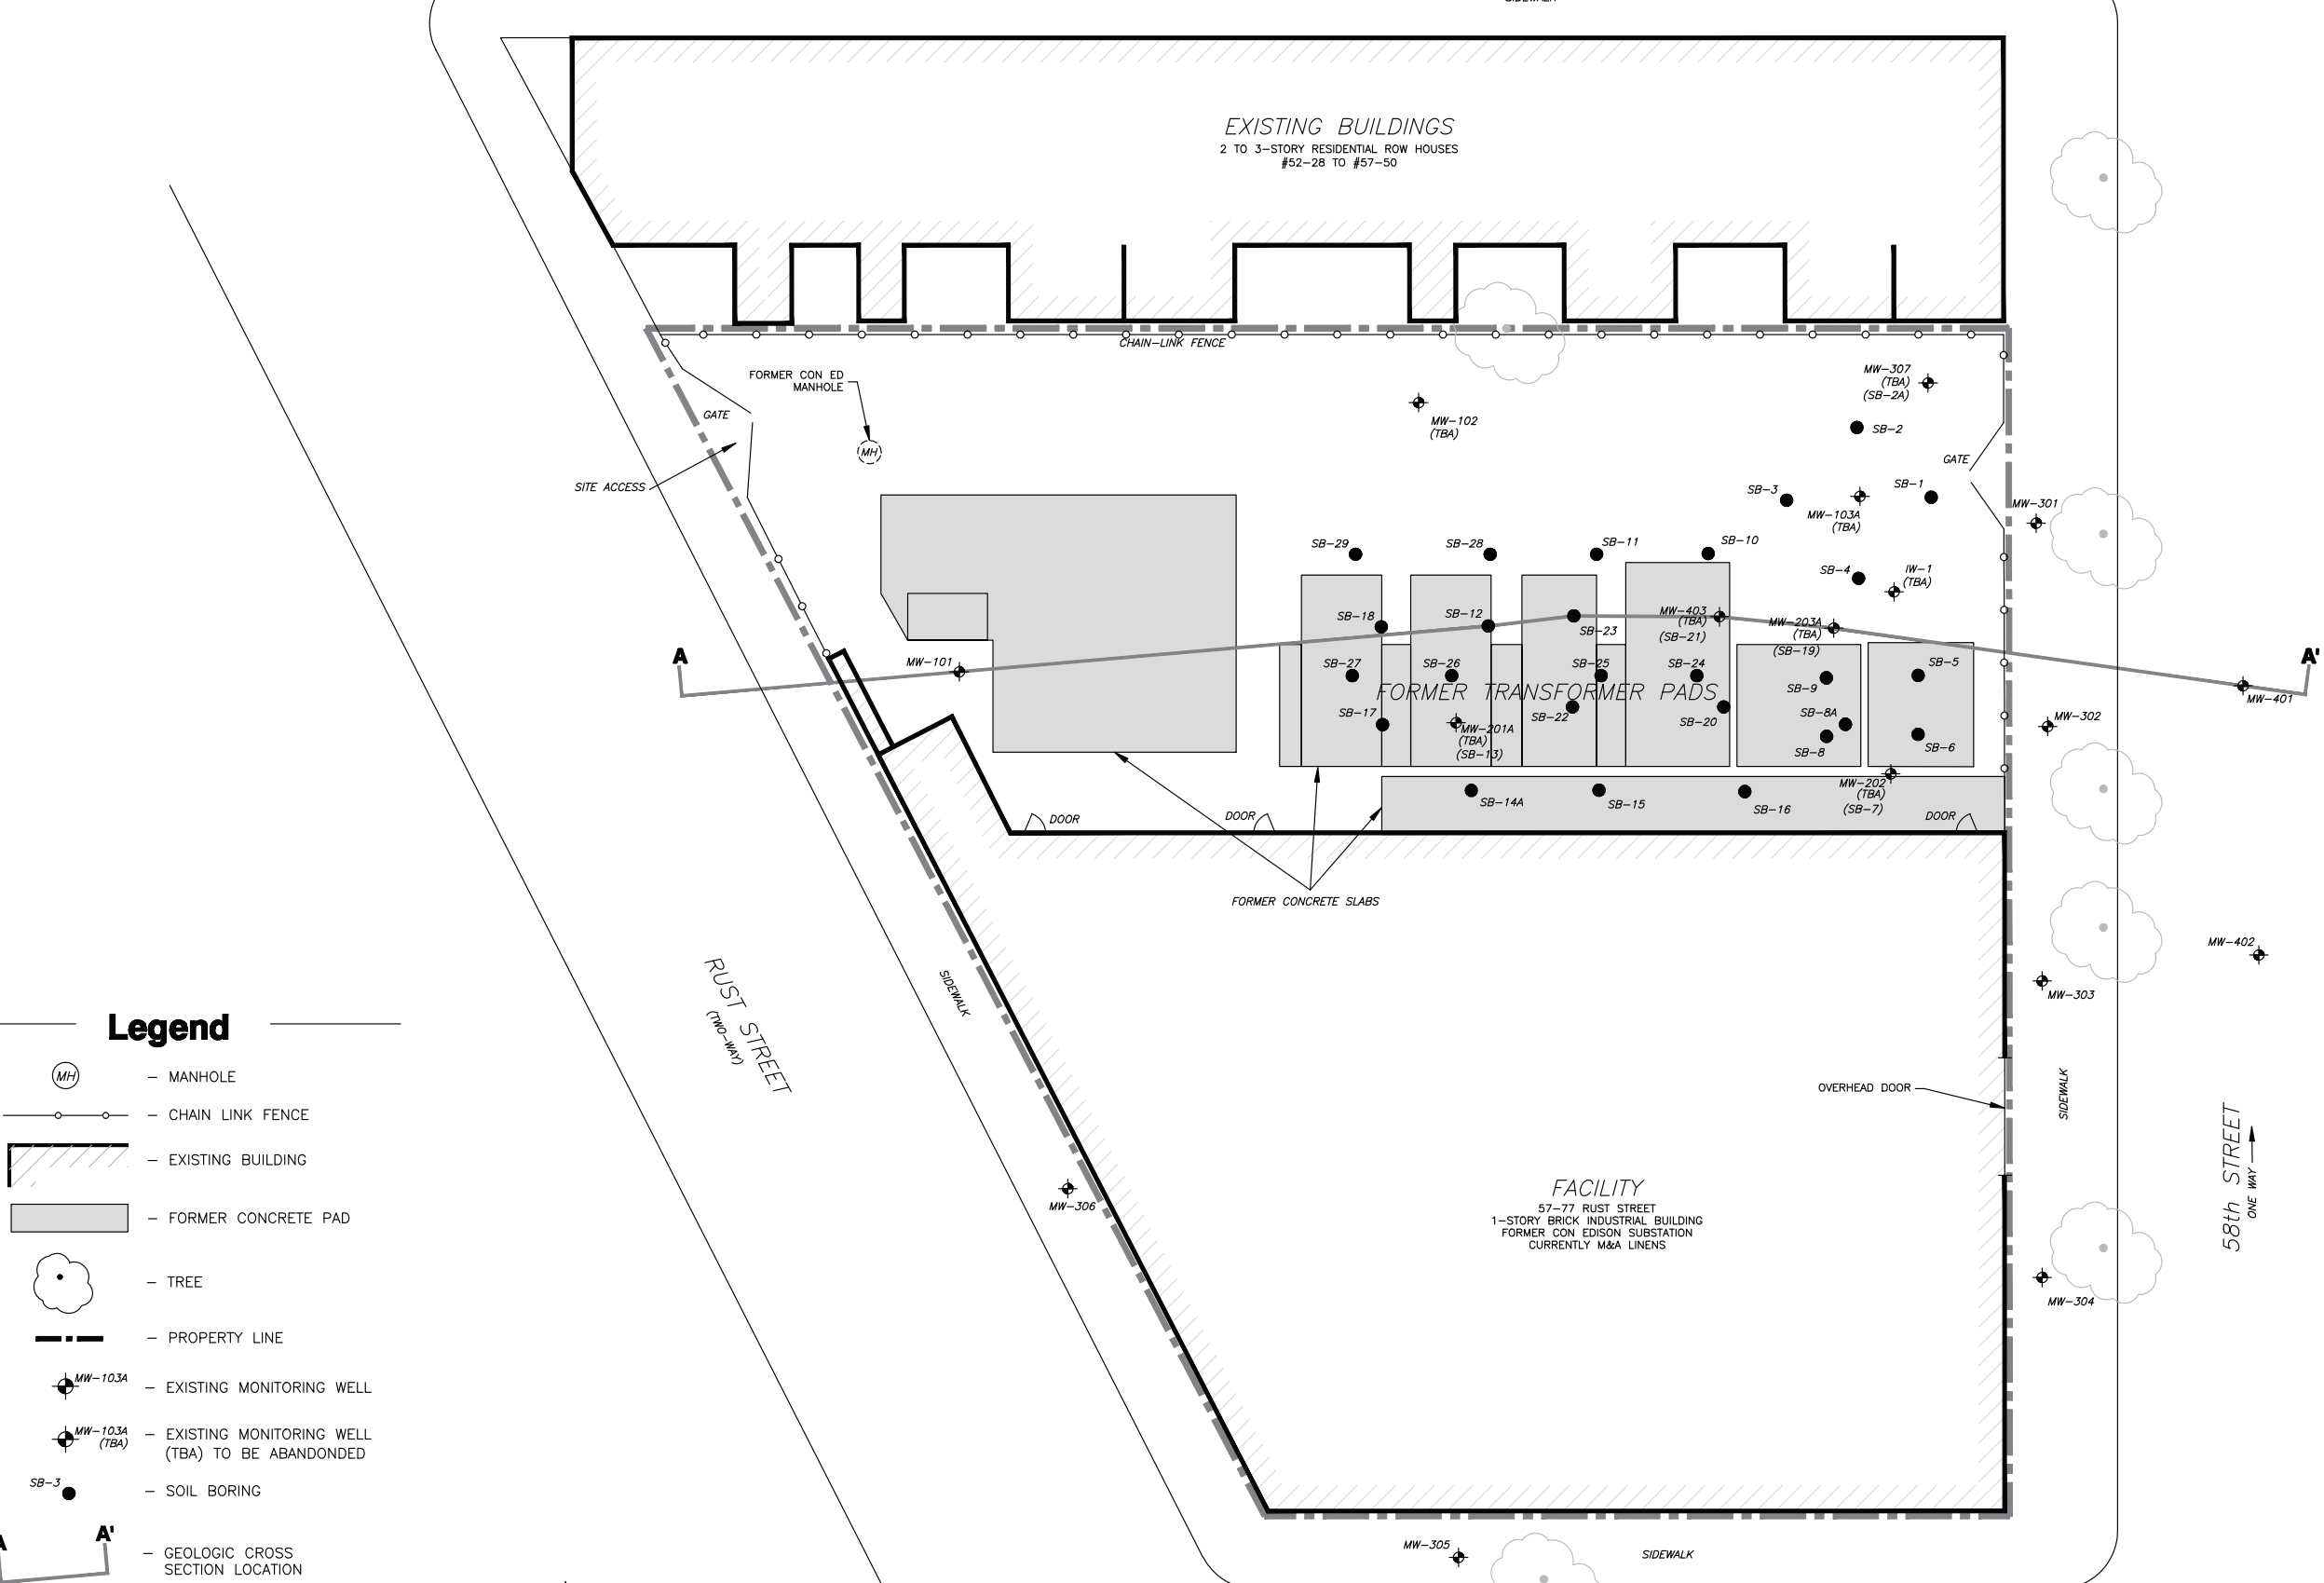 EXISTING BUILDINGS
2 TO 3-STORY RESIDENTIAL ROW HOUSES
#52-28 TO #57-50
CHAIN-LINK FENCE
FORMER CON ED
MANHOLE
MH
GATE
SITE ACCESS
MW-102
(TBA)
MW-307
(TBA)
(SB-2A)
SB-2
GATE
SB-3
SB-1
MW-103A
(TBA)
MW-301
SB-29
SB-28
SB-11
SB-10
SB-4
IW-1
(TBA)
SB-18
SB-12
SB-23
MW-403
(TBA)
(SB-21)
MW-203A
(TBA)
(SB-19)
A
MW-101
A'
SB-27
SB-26
SB-25
SB-24
SB-5
SB-9
FORMER TRANSFORMER PADS
MW-401
SB-17
MW-201A
(TBA)
(SB-13)
SB-22
SB-20
SB-8A
SB-8
SB-6
MW-302
MW-202
(TBA)
(SB-7)
SB-14A
SB-15
SB-16
DOOR
DOOR
DOOR
FORMER CONCRETE SLABS
RUST STREET
(TWO-WAY)
SIDEWALK
MW-402
MW-303
OVERHEAD DOOR
SIDEWALK
58th STREET
ONE WAY
MW-306
FACILITY
57-77 RUST STREET
1-STORY BRICK INDUSTRIAL BUILDING
FORMER CON EDISON SUBSTATION
CURRENTLY M&A LINENS
MW-304
MW-305
SIDEWALK
Legend
MH - MANHOLE
- CHAIN LINK FENCE
- EXISTING BUILDING
- FORMER CONCRETE PAD
- TREE
- PROPERTY LINE
MW-103A - EXISTING MONITORING WELL
MW-103A - EXISTING MONITORING WELL
(TBA) (TBA) TO BE ABANDONDED
SB-3 - SOIL BORING
A' - GEOLOGIC CROSS
SECTION LOCATION